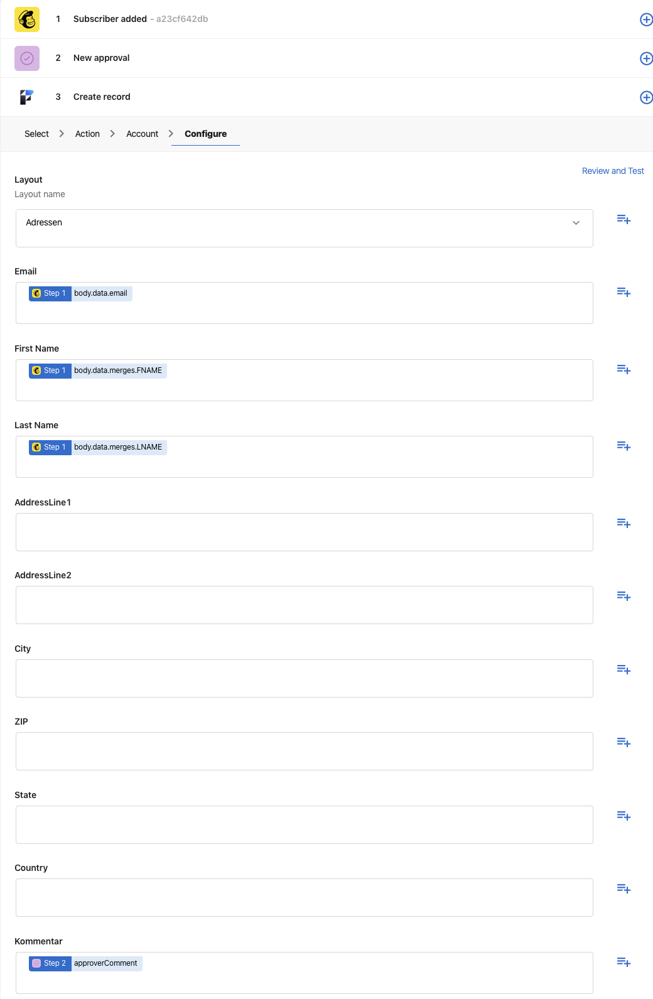 1 Subscriber added - a23cf642db
2 New approval
3 Create record
Select Action Account Configure
Review and Test
Layout
Layout name
Adressen
Email
Step 1 body.data.email
First Name
Step 1 body.data.merges.FNAME
Last Name
Step 1 body.data.merges.LNAME
AddressLine1
AddressLine2
City
ZIP
State
Country
Kommentar
Step 2 approverComment